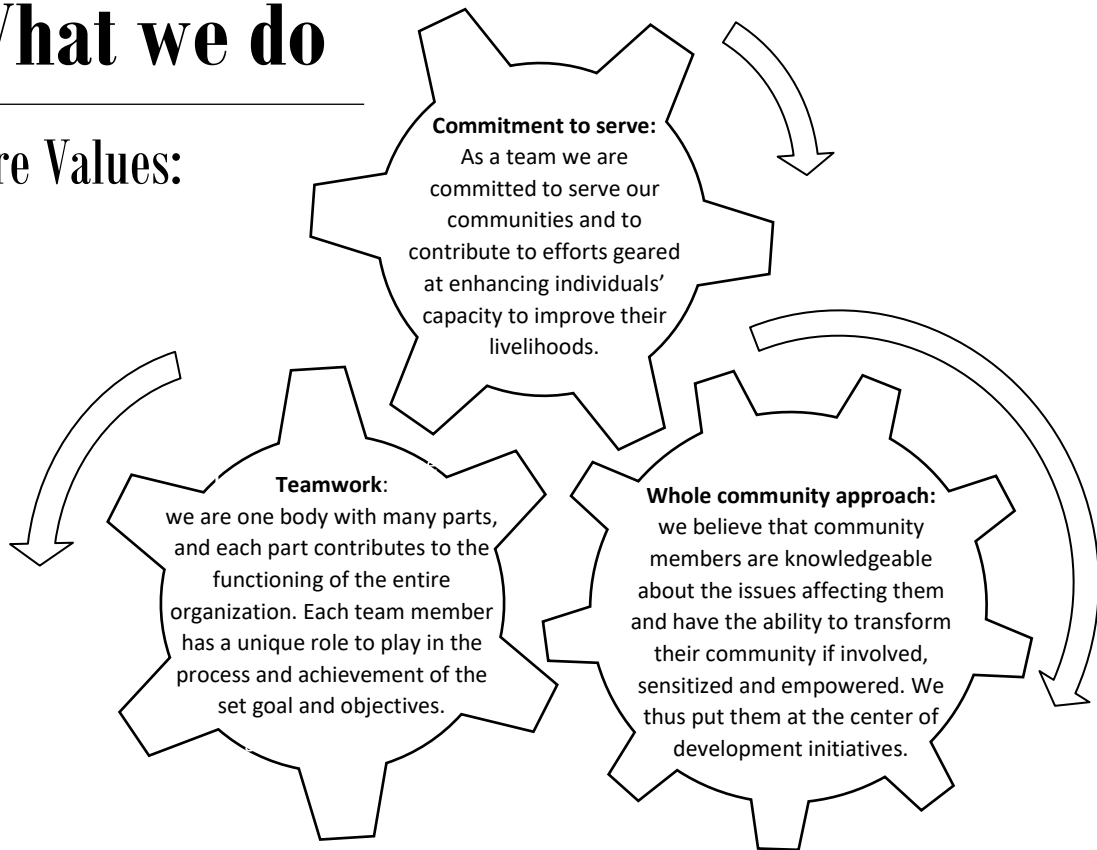 What we do
re Values:
Commitment to serve:
As a team we are
committed to serve our
communities and to
contribute to efforts geared
at enhancing individuals’
capacity to improve their
livelihoods.
Teamwork:
we are one body with many parts,
and each part contributes to the
functioning of the entire
organization. Each team member
has a unique role to play in the
process and achievement of the
set goal and objectives.
Whole community approach:
we believe that community
members are knowledgeable
about the issues affecting them
and have the ability to transform
their community if involved,
sensitized and empowered. We
thus put them at the center of
development initiatives.